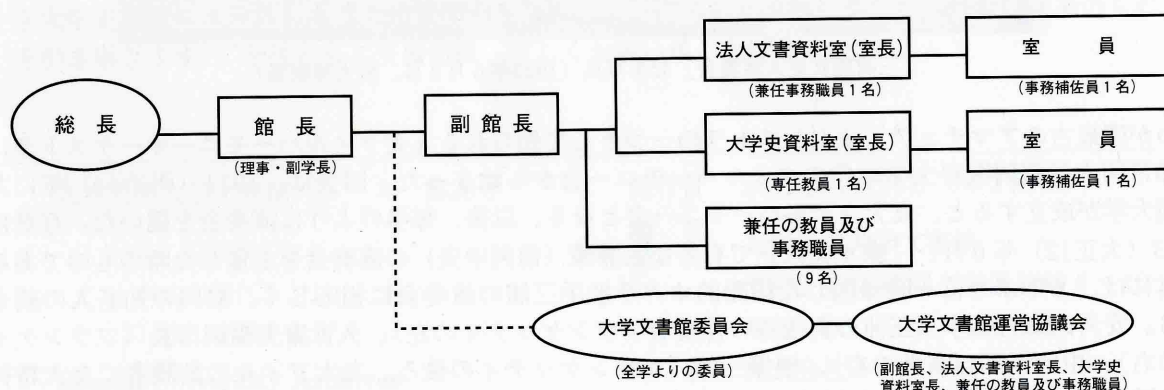 総 長
館 長
(理事・副学長)
副 館 長
法人文書資料室(室長)
(兼任事務職員1名)
室 員
(事務補佐員1名)
大学史資料室(室長)
(専任教員1名)
室 員
(事務補佐員1名)
兼任の教員及び
事務職員
(9名)
大学文書館委員会
(全学よりの委員)
大学文書館運営協議会
(副館長、法人文書資料室長、大学史
資料室長、兼任の教員及び事務職員)